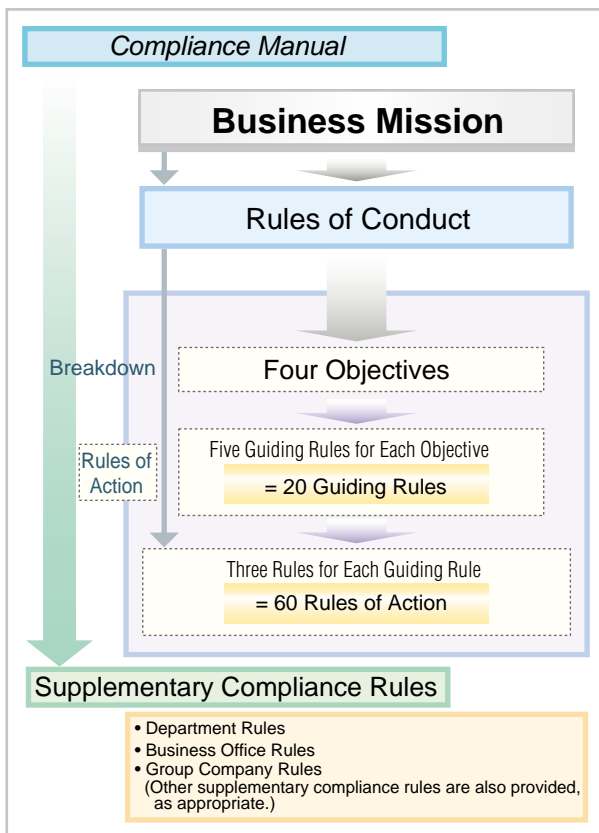 Compliance Manual
Business Mission
Rules of Conduct
Breakdown
Four Objectives
Rules of
Action
Five Guiding Rules for Each Objective
= 20 Guiding Rules
Three Rules for Each Guiding Rule
= 60 Rules of Action
Supplementary Compliance Rules
• Department Rules
• Business Office Rules
• Group Company Rules
(Other supplementary compliance rules are also provided,
as appropriate.)